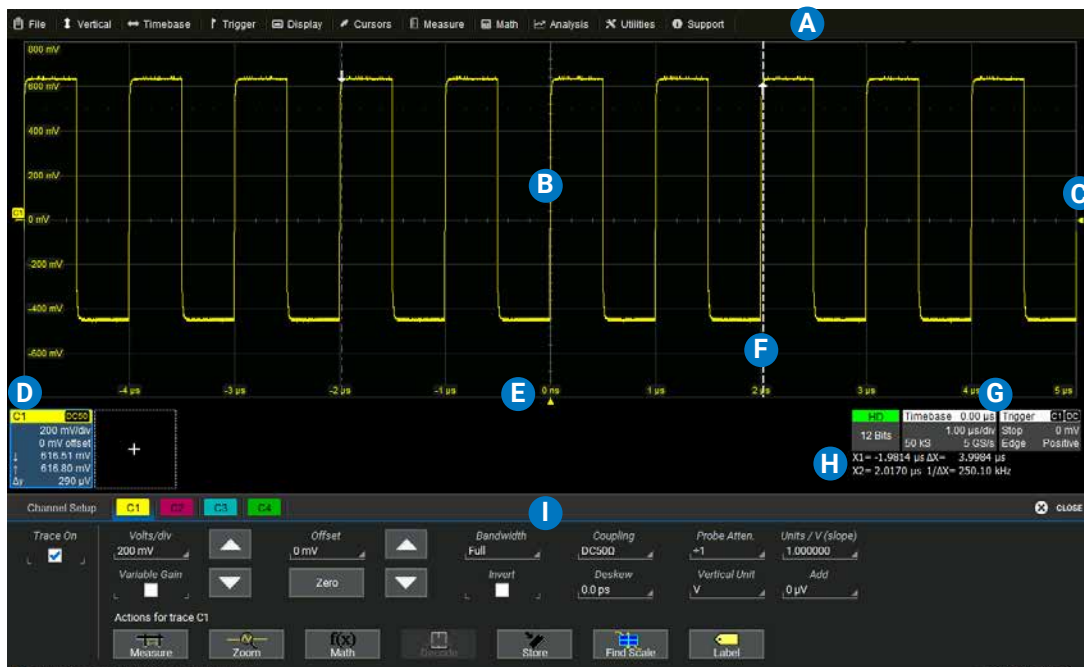 File Vertical Timebase Trigger Display Cursors Measure Math Analysis Utilities Support A
800 mV
600 mV
400 mV
200 mV
B
C
C1 0 mV
-200 mV
-400 mV
F
-600 mV
D E G
-4 µs -3 µs -2 µs -1 µs 0 ns 1 µs 2 µs 3 µs 4 µs 5 µs
C1 DC50
200 mV/div
0 mV offset
↓ 616.51 mV
↑ 616.80 mV
Δy 290 µV
+
HD
12 Bits
Timebase 0.00 µs
1.00 µs/div
50 kS 5 GS/s
Trigger C1 DC
Stop 0 mV
Edge Positive
H
X1= -1.9814 µs ΔX= 3.9984 µs
X2= 2.0170 µs 1/ΔX= 250.10 kHz
I
Channel Setup C1 C2 C3 C4 CLOSE
Trace On Volts/div Offset Bandwidth Coupling Probe Atten. Units / V (slope)
200 mV 0 mV Full DC50Ω ÷1 1.000000
Variable Gain Zero Invert Deskew Vertical Unit Add
0.0 ps V 0 µV
Actions for trace C1
f(x)
Measure Zoom Math Decode Store Find Scale Label